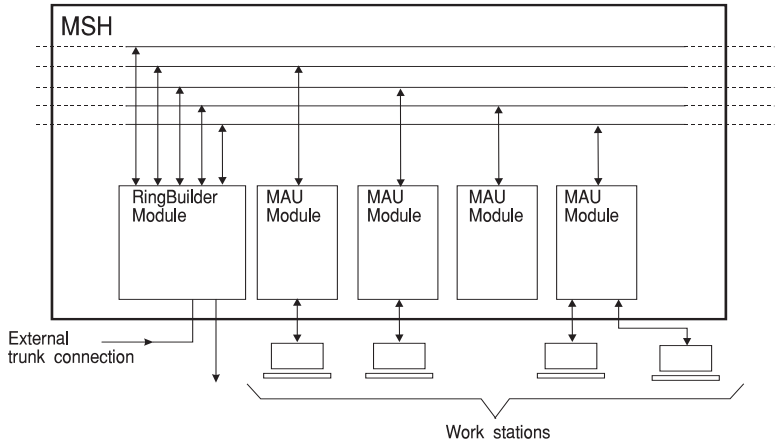 MSH
RingBuilder
Module
MAU
Module
MAU
Module
MAU
Module
MAU
Module
External
trunk connection
Work stations